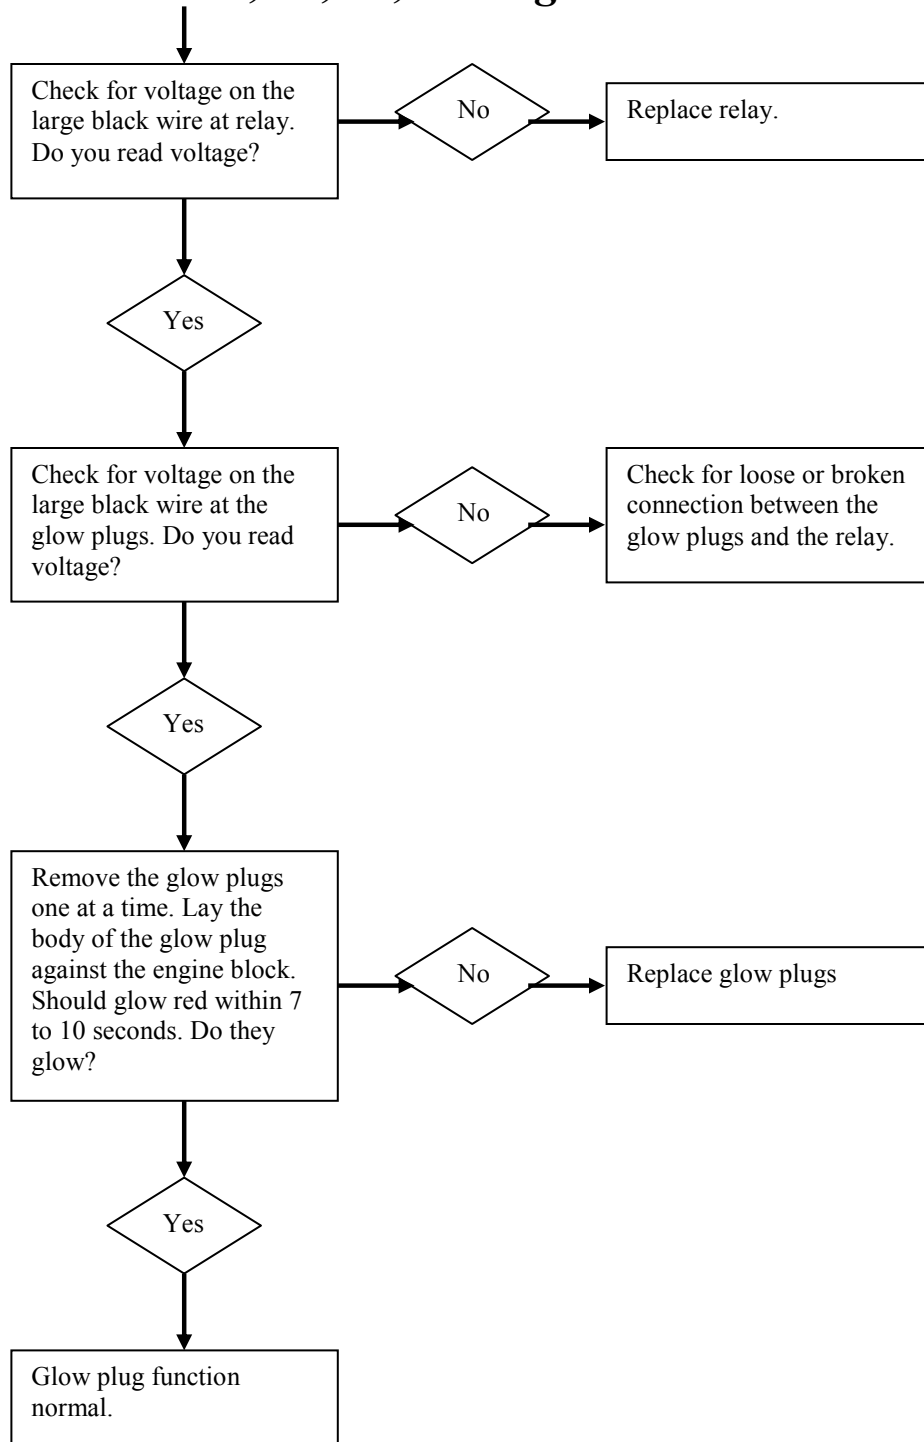 Check for voltage on the
large black wire at relay.
Do you read voltage?
No
Replace relay.
Yes
Check for voltage on the
large black wire at the
glow plugs. Do you read
voltage?
No
Check for loose or broken
connection between the
glow plugs and the relay.
Yes
Remove the glow plugs
one at a time. Lay the
body of the glow plug
against the engine block.
Should glow red within 7
to 10 seconds. Do they
glow?
No
Replace glow plugs
Yes
Glow plug function
normal.